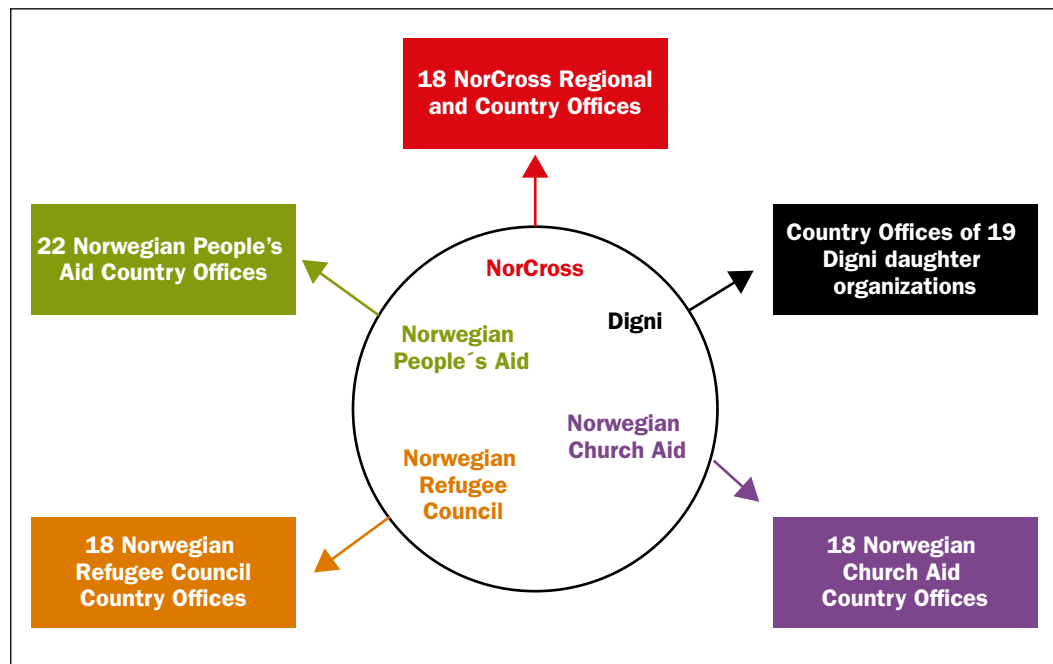 18 NorCross Regional
and Country Offices
22 Norwegian People's
Aid Country Offices
Country Offices of 19
Digni daughter
organizations
NorCross
Digni
Norwegian
People´s Aid
Norwegian
Church Aid
Norwegian
Refugee
Council
18 Norwegian
Refugee Council
Country Offices
18 Norwegian
Church Aid
Country Offices